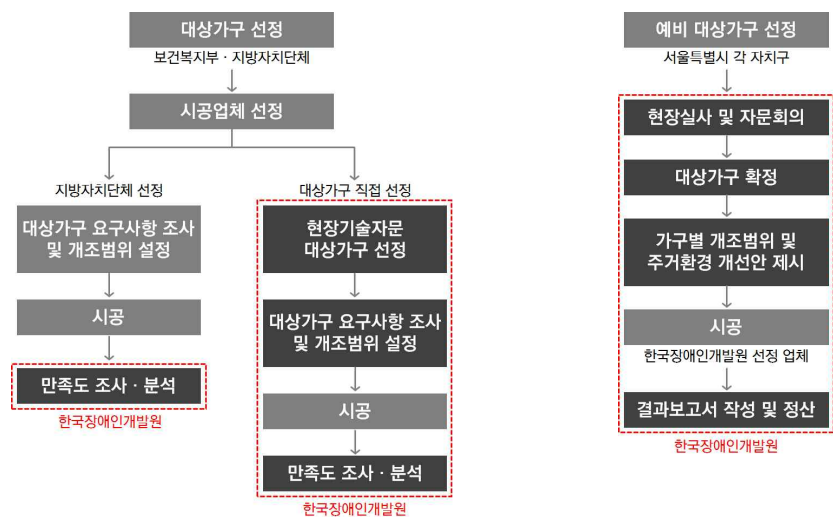 대상가구 선정
보건복지부 · 지방자치단체
시공업체 선정
지방자치단체 선정
대상가구 요구사항 조사
및 개조범위 설정
시공
만족도 조사 · 분석
한국장애인개발원
대상가구 직접 선정
현장기술자문
대상가구 선정
대상가구 요구사항 조사
및 개조범위 설정
시공
만족도 조사 · 분석
한국장애인개발원
예비 대상가구 선정
서울특별시 각 자치구
현장실사 및 자문회의
대상가구 확정
가구별 개조범위 및
주거환경 개선안 제시
시공
한국장애인개발원 선정 업체
결과보고서 작성 및 정산
한국장애인개발원